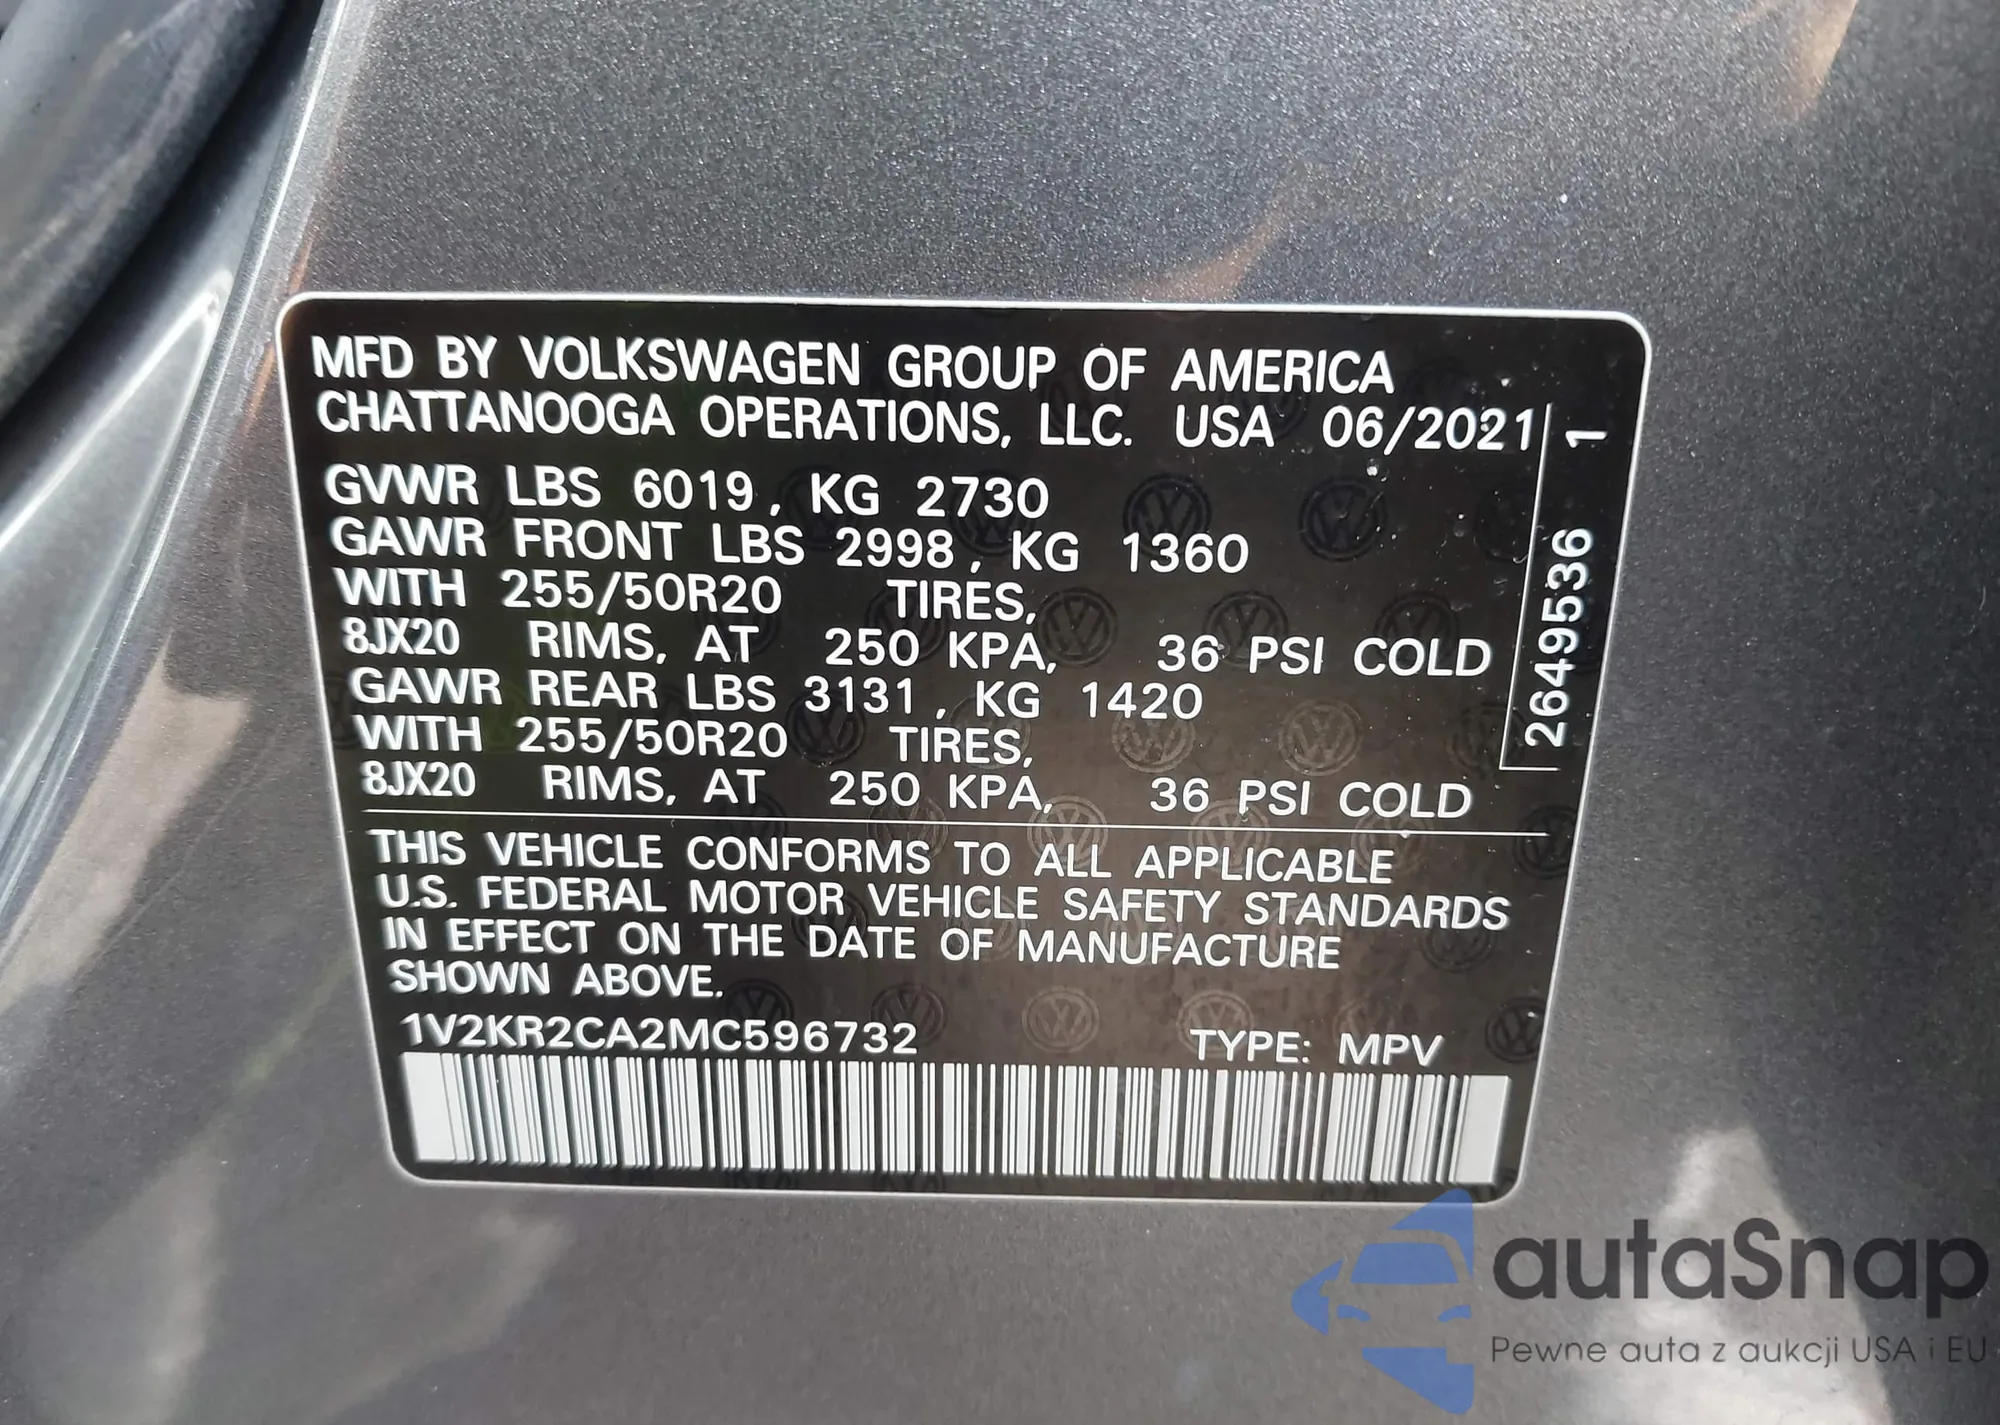 MFD BY VOLKSWAGEN GROUP OF AMERICA
CHATTANOOGA OPERATIONS, LLC. USA 06/2021
GVWR LBS 6019, KG 2730
GAWR FRONT LBS 2998, KG 1360
WITH 255/50R20 TIRES,
8JX20 RIMS, AT 250 KPA, 36 PSI COLD
GAWR REAR LBS 3131, KG 1420
WITH 255/50R20 TIRES,
8JX20 RIMS, AT 250 KPA, 36 PSI COLD
2649536 1
THIS VEHICLE CONFORMS TO ALL APPLICABLE
U.S. FEDERAL MOTOR VEHICLE SAFETY STANDARDS
IN EFFECT ON THE DATE OF MANUFACTURE
SHOWN ABOVE.
1V2KR2CA2MC596732 TYPE: MPV
autaSnap
Pewne auta z aukcji USA i EU